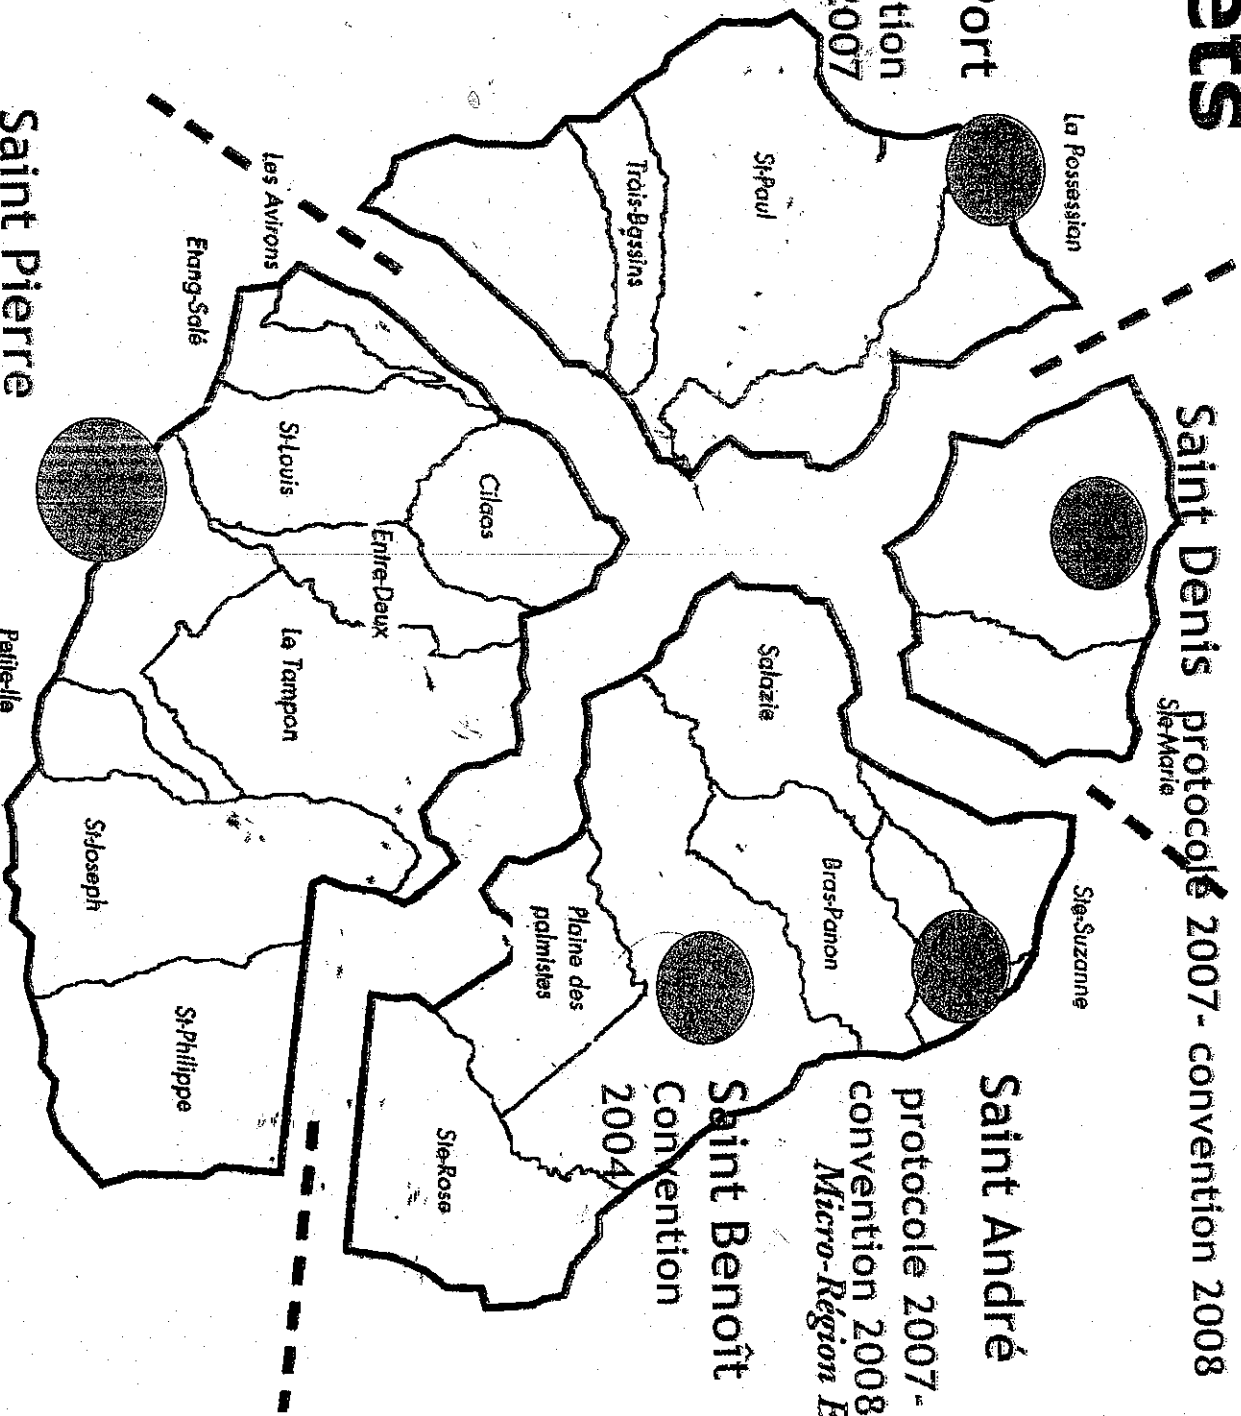 ets
Saint Denis protocole 2007- convention 2008
Ste-Marie
La Possession
Ste-Suzanne
ort
Saint André
protocole 2007-
convention 2008
Micro-Région E
tion
2007
St-Paul
Salazie
Bras-Panon
Saint Benoît
Convention
2004
Trois-Bassins
Plaine des
palmistes
Cilaos
Ste-Rose
Entre-Deux
Les Avirons
St-Louis
Le Tampon
Etang-Salé
St-Philippe
St-Joseph
Saint Pierre
Petite-Ile